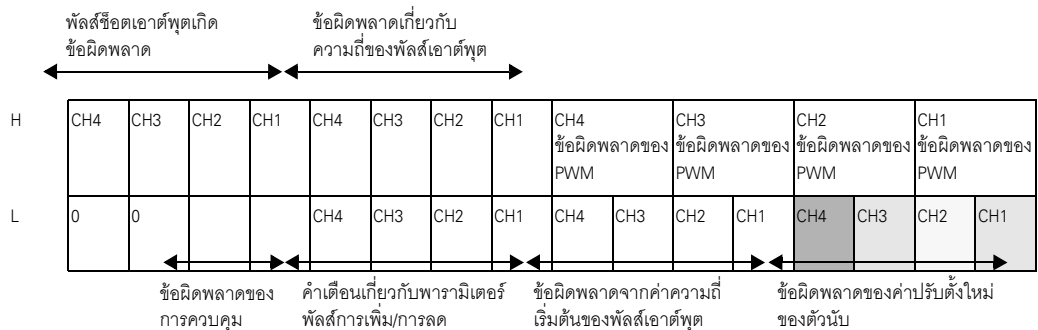 พัลส์ช็อตเอาต์พุตเกิด ข้อผิดพลาดเกี่ยวกับ
ข้อผิดพลาด ความถี่ของพัลส์เอาต์พุต
H CH4 CH3 CH2 CH1 CH4 CH3 CH2 CH1 CH4 CH3 CH2 CH1
ข้อผิดพลาดของ ข้อผิดพลาดของ ข้อผิดพลาดของ ข้อผิดพลาดของ
PWM PWM PWM PWM
L 0 0 CH4 CH3 CH2 CH1 CH4 CH3 CH2 CH1 CH4 CH3 CH2 CH1
ข้อผิดพลาดของ คำเตือนเกี่ยวกับพารามิเตอร์ ข้อผิดพลาดจากค่าความถี่ ข้อผิดพลาดของค่าปรับตั้งใหม่
การควบคุม พัลส์การเพิ่ม/การลด เริ่มต้นของพัลส์เอาต์พุต ของตัวนับ